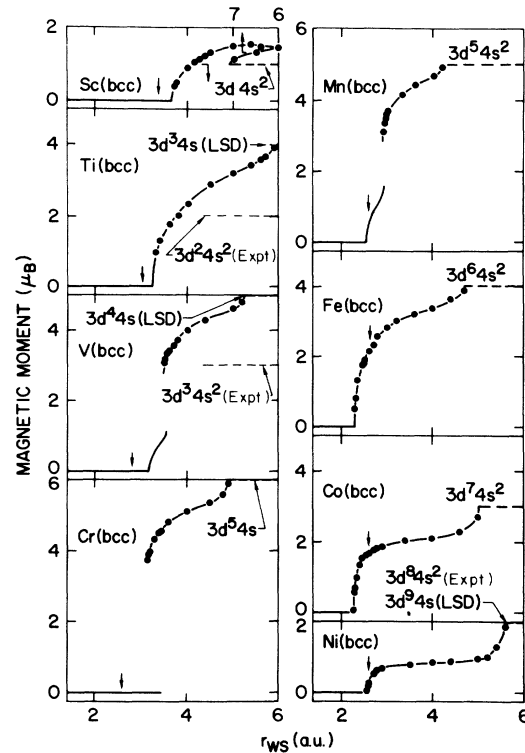 7 6
2
1
0
Sc(bcc)
3d 4s²
4
2
0
Ti(bcc)
3d³4s(LSD)
3d²4s²(Expt)
4
2
0
V(bcc)
3d⁴4s(LSD)
3d³4s²(Expt)
6
4
2
0
Cr(bcc)
3d⁵4s
2 4 6
MAGNETIC MOMENT (μB)
6
4
2
0
Mn(bcc)
3d⁵4s²
4
2
0
Fe(bcc)
3d⁶4s²
4
2
0
Co(bcc)
3d⁷4s²
3d⁸4s²(Expt)
3d⁹4s(LSD)
2
0
Ni(bcc)
2 4 6
rWS(a.u.)